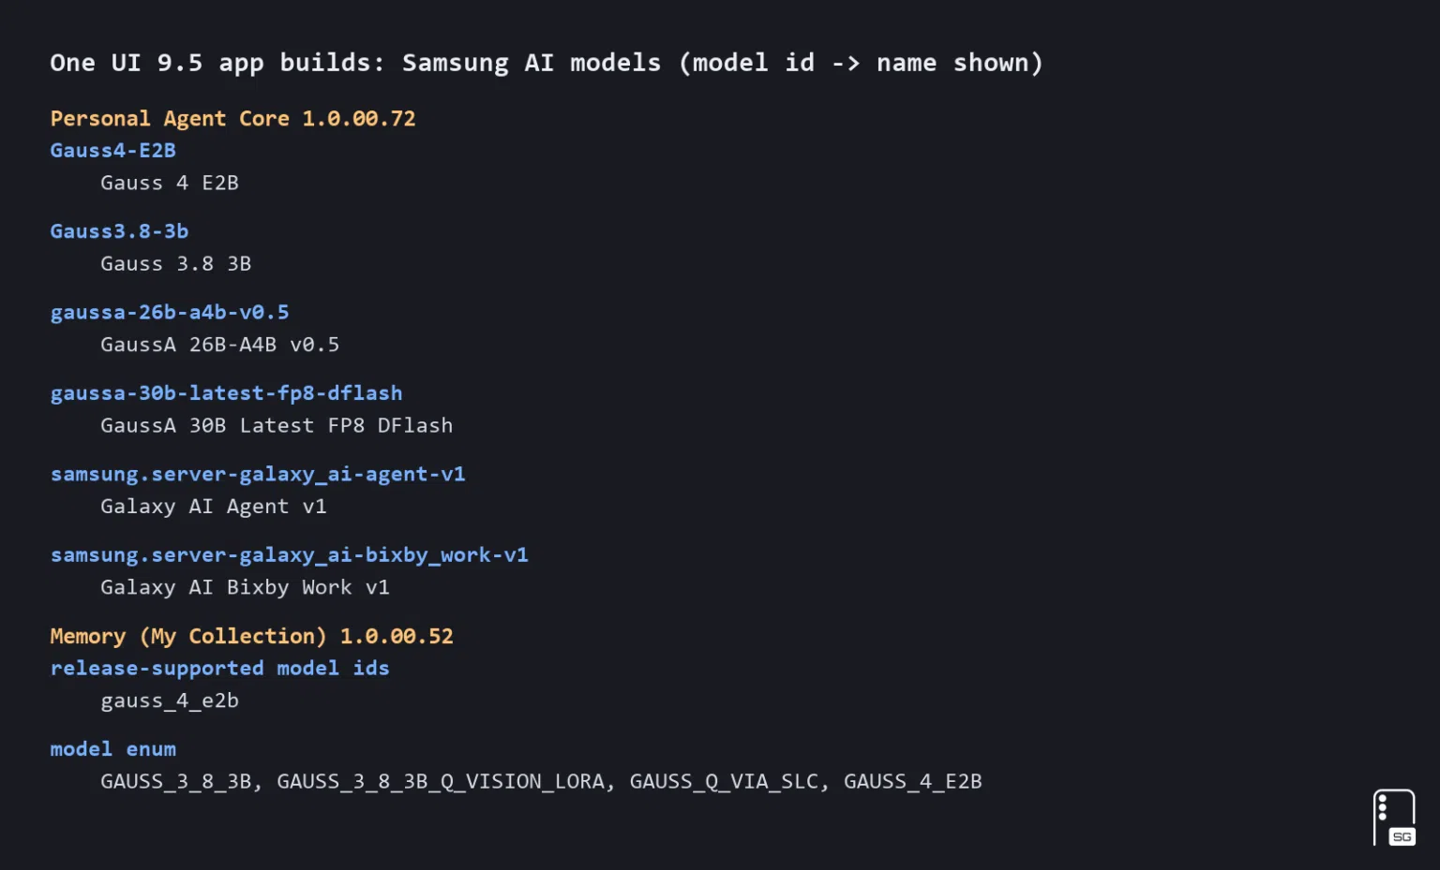 One UI 9.5 app builds: Samsung AI models (model id -> name shown)
Personal Agent Core 1.0.00.72
Gauss4-E2B
Gauss 4 E2B
Gauss3.8-3b
Gauss 3.8 3B
gaussa-26b-a4b-v0.5
GaussA 26B-A4B v0.5
gaussa-30b-latest-fp8-dflash
GaussA 30B Latest FP8 DFlash
samsung.server-galaxy_ai-agent-v1
Galaxy AI Agent v1
samsung.server-galaxy_ai-bixby_work-v1
Galaxy AI Bixby Work v1
Memory (My Collection) 1.0.00.52
release-supported model ids
gauss_4_e2b
model enum
GAUSS_3_8_3B, GAUSS_3_8_3B_Q_VISION_LORA, GAUSS_Q_VIA_SLC, GAUSS_4_E2B
SG